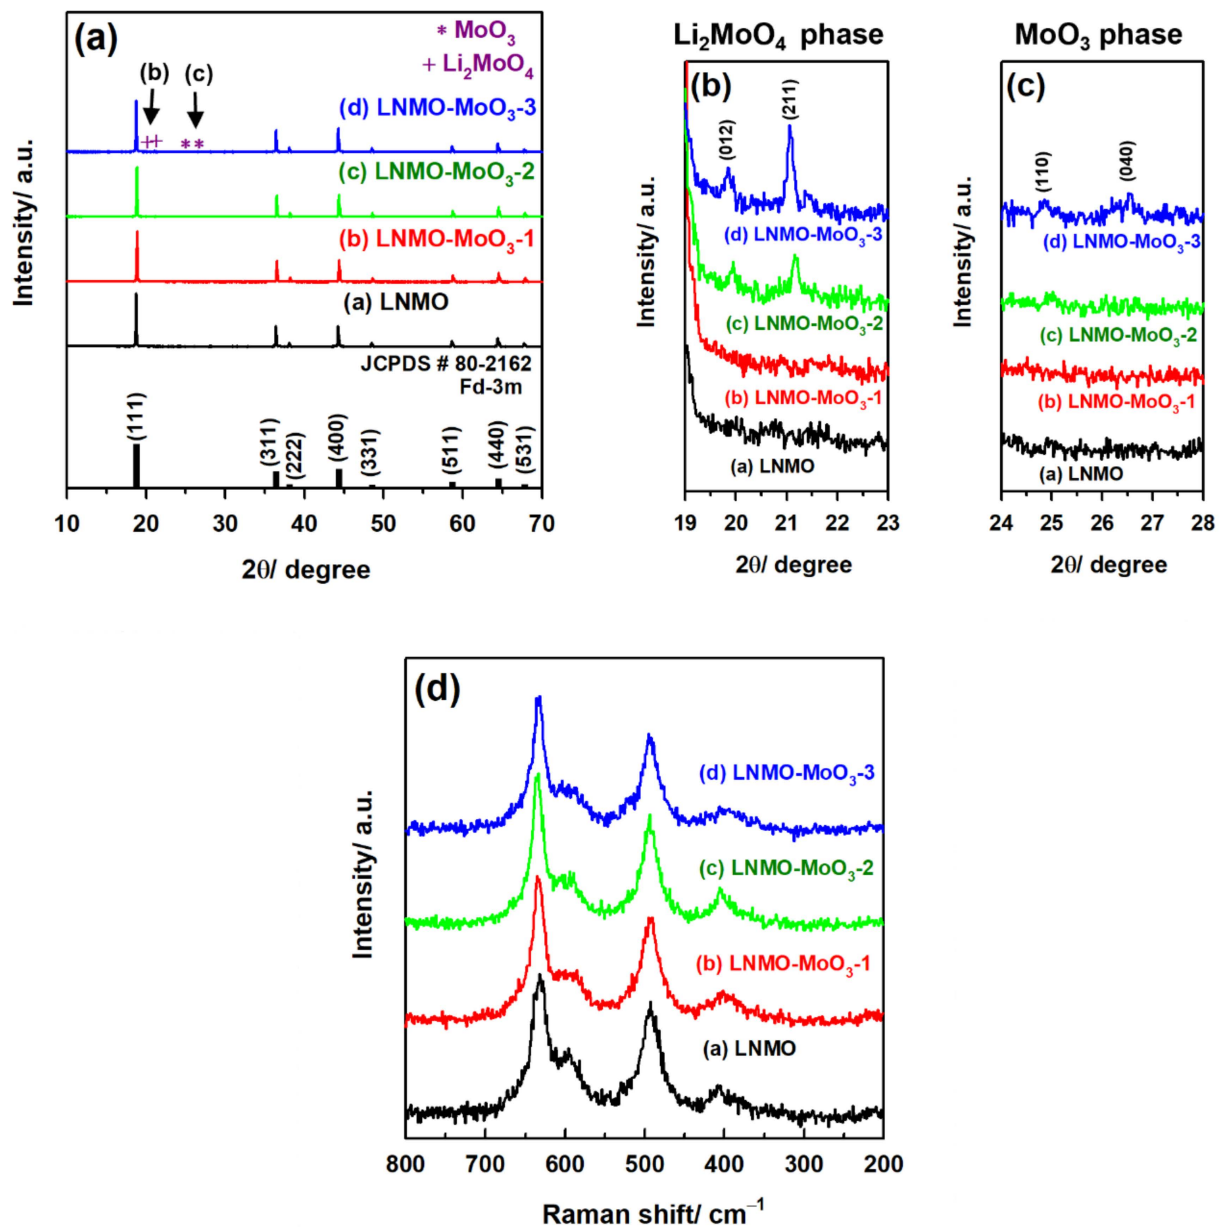 (a)
* MoO₃
+ Li₂MoO₄
(b) (c)
(d) LNMO-MoO₃-3
(c) LNMO-MoO₃-2
(b) LNMO-MoO₃-1
(a) LNMO
JCPDS # 80-2162
Fd-3m
(111) (311) (222) (400) (331) (511) (440) (531)
10 20 30 40 50 60 70
2θ/ degree
Intensity/ a.u.
Li₂MoO₄ phase
(b)
(012) (211)
(d) LNMO-MoO₃-3
(c) LNMO-MoO₃-2
(b) LNMO-MoO₃-1
(a) LNMO
19 20 21 22 23
2θ/ degree
Intensity/ a.u.
MoO₃ phase
(c)
(110) (040)
(d) LNMO-MoO₃-3
(c) LNMO-MoO₃-2
(b) LNMO-MoO₃-1
(a) LNMO
24 25 26 27 28
2θ/ degree
Intensity/ a.u.
(d)
(d) LNMO-MoO₃-3
(c) LNMO-MoO₃-2
(b) LNMO-MoO₃-1
(a) LNMO
800 700 600 500 400 300 200
Raman shift/ cm⁻¹
Intensity/ a.u.